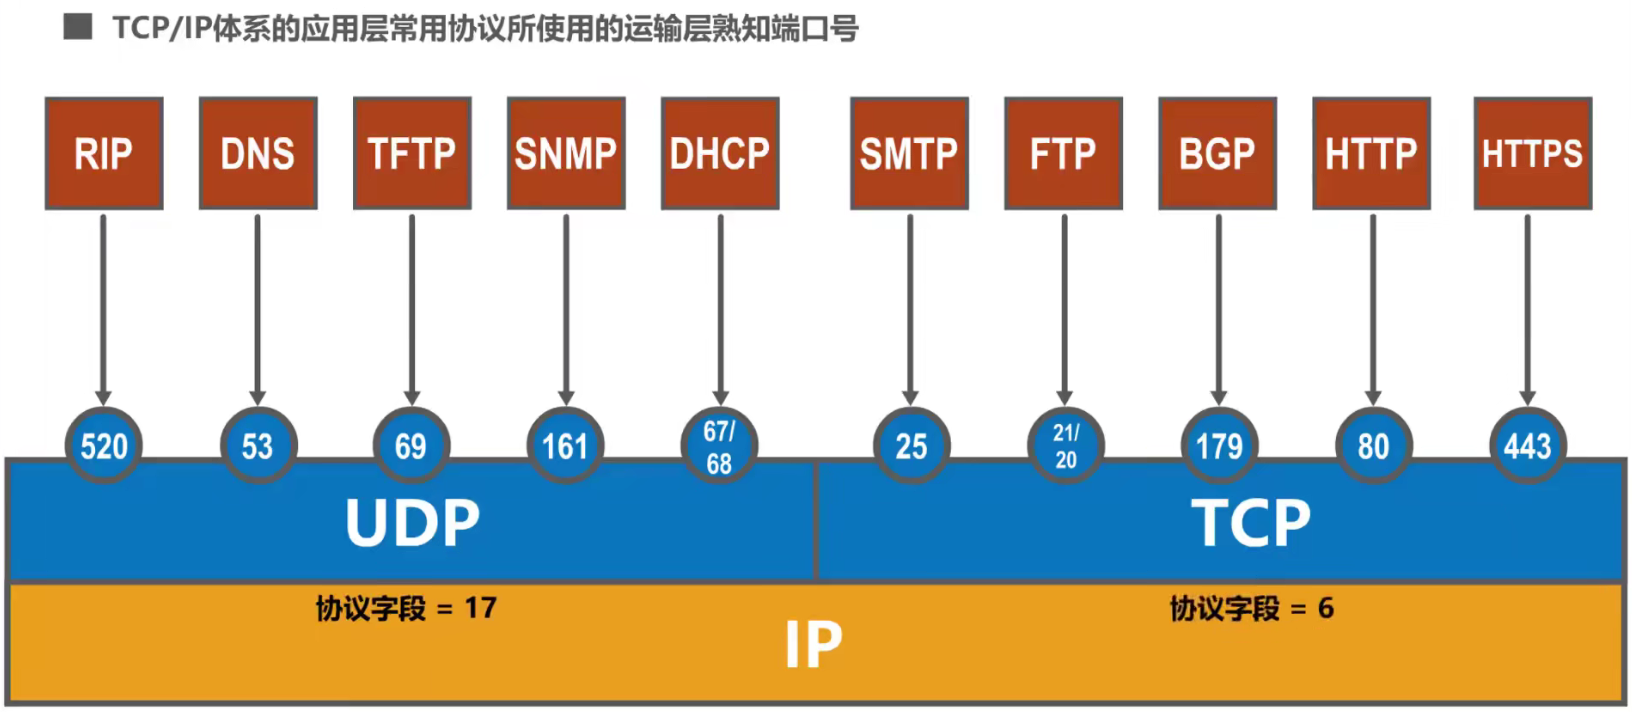 TCP/IP体系的应用层常用协议所使用的运输层熟知端口号
RIP DNS TFTP SNMP DHCP SMTP FTP BGP HTTP HTTPS
520 53 69 161 67/ 25 21/ 179 80 443
68 20
UDP TCP
协议字段 = 17 协议字段 = 6
IP